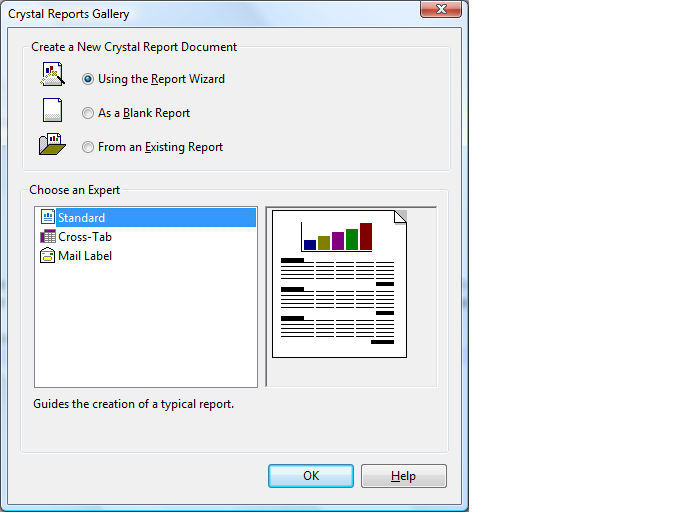 Crystal Reports Gallery
Create a New Crystal Report Document
Using the Report Wizard
As a Blank Report
From an Existing Report
Choose an Expert
Standard
Cross-Tab
Mail Label
Guides the creation of a typical report.
OK
Help